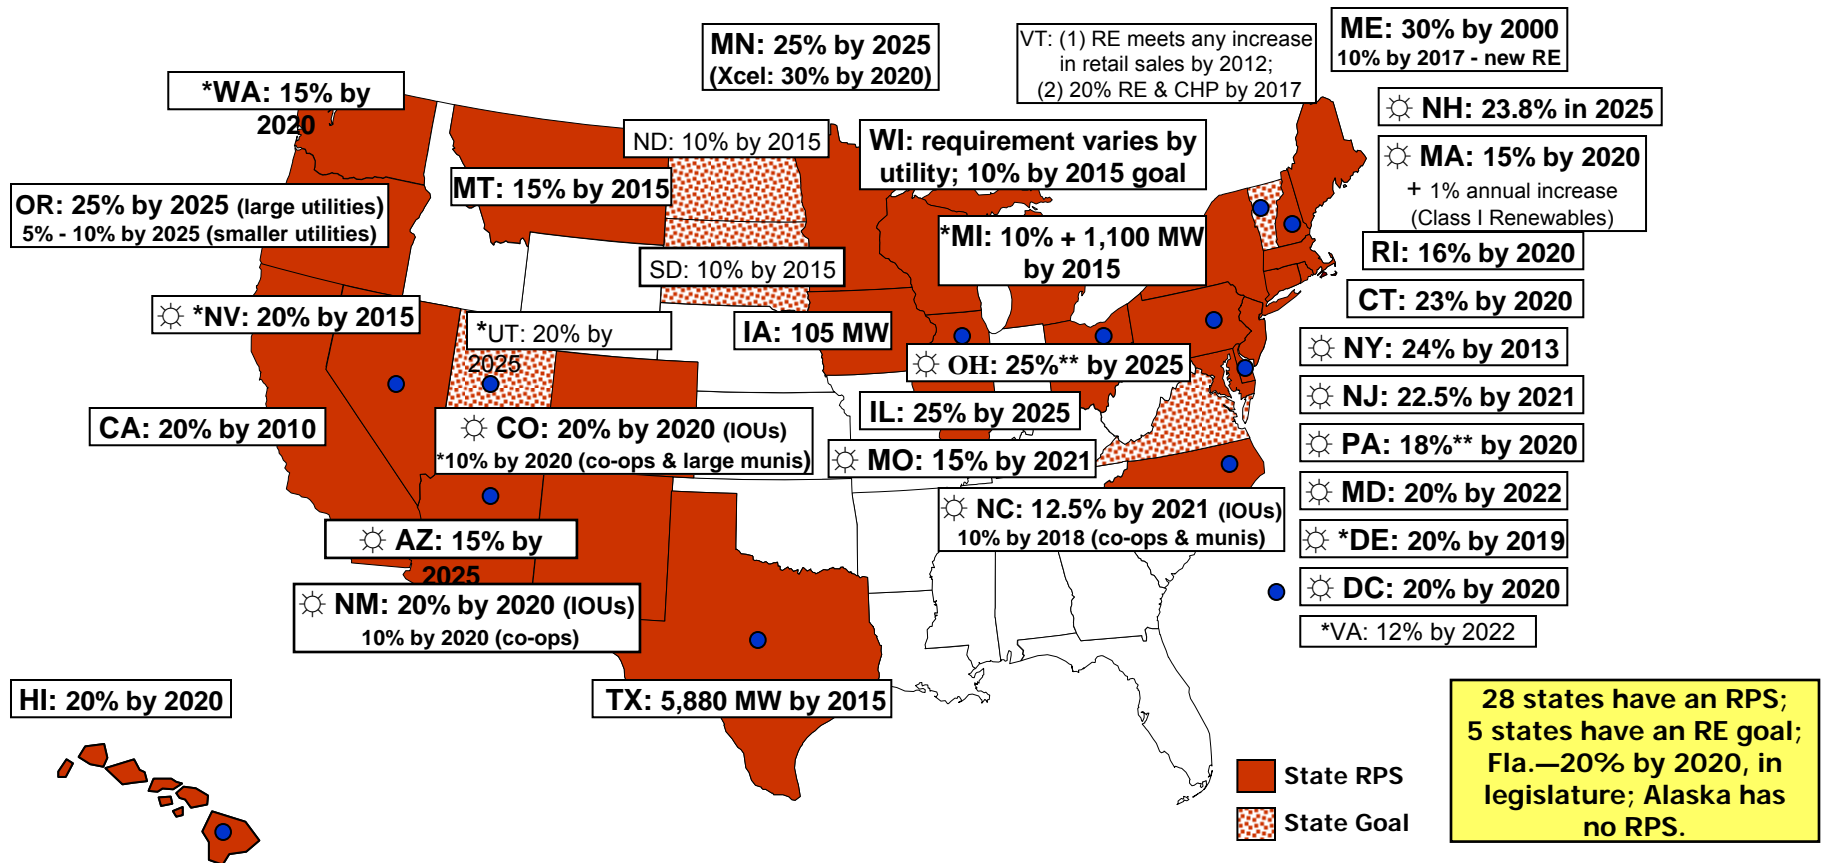 MN: 25% by 2025
(Xcel: 30% by 2020)
VT: (1) RE meets any increase
in retail sales by 2012;
(2) 20% RE & CHP by 2017
ME: 30% by 2000
10% by 2017 - new RE
*WA: 15% by
2020
☼ NH: 23.8% in 2025
ND: 10% by 2015
WI: requirement varies by
utility; 10% by 2015 goal
☼ MA: 15% by 2020
+ 1% annual increase
(Class I Renewables)
MT: 15% by 2015
OR: 25% by 2025 (large utilities)
5% - 10% by 2025 (smaller utilities)
*MI: 10% + 1,100 MW
by 2015
RI: 16% by 2020
SD: 10% by 2015
CT: 23% by 2020
☼ *NV: 20% by 2015
*UT: 20% by
2025
IA: 105 MW
☼ OH: 25%** by 2025
☼ NY: 24% by 2013
☼ NJ: 22.5% by 2021
CA: 20% by 2010
☼ CO: 20% by 2020 (IOUs)
*10% by 2020 (co-ops & large munis)
IL: 25% by 2025
☼ PA: 18%** by 2020
☼ MO: 15% by 2021
☼ MD: 20% by 2022
☼ NC: 12.5% by 2021 (IOUs)
10% by 2018 (co-ops & munis)
☼ AZ: 15% by
2025
☼ *DE: 20% by 2019
☼ DC: 20% by 2020
☼ NM: 20% by 2020 (IOUs)
10% by 2020 (co-ops)
*VA: 12% by 2022
HI: 20% by 2020
TX: 5,880 MW by 2015
28 states have an RPS;
5 states have an RE goal;
Fla.—20% by 2020, in
legislature; Alaska has
no RPS.
State RPS
State Goal